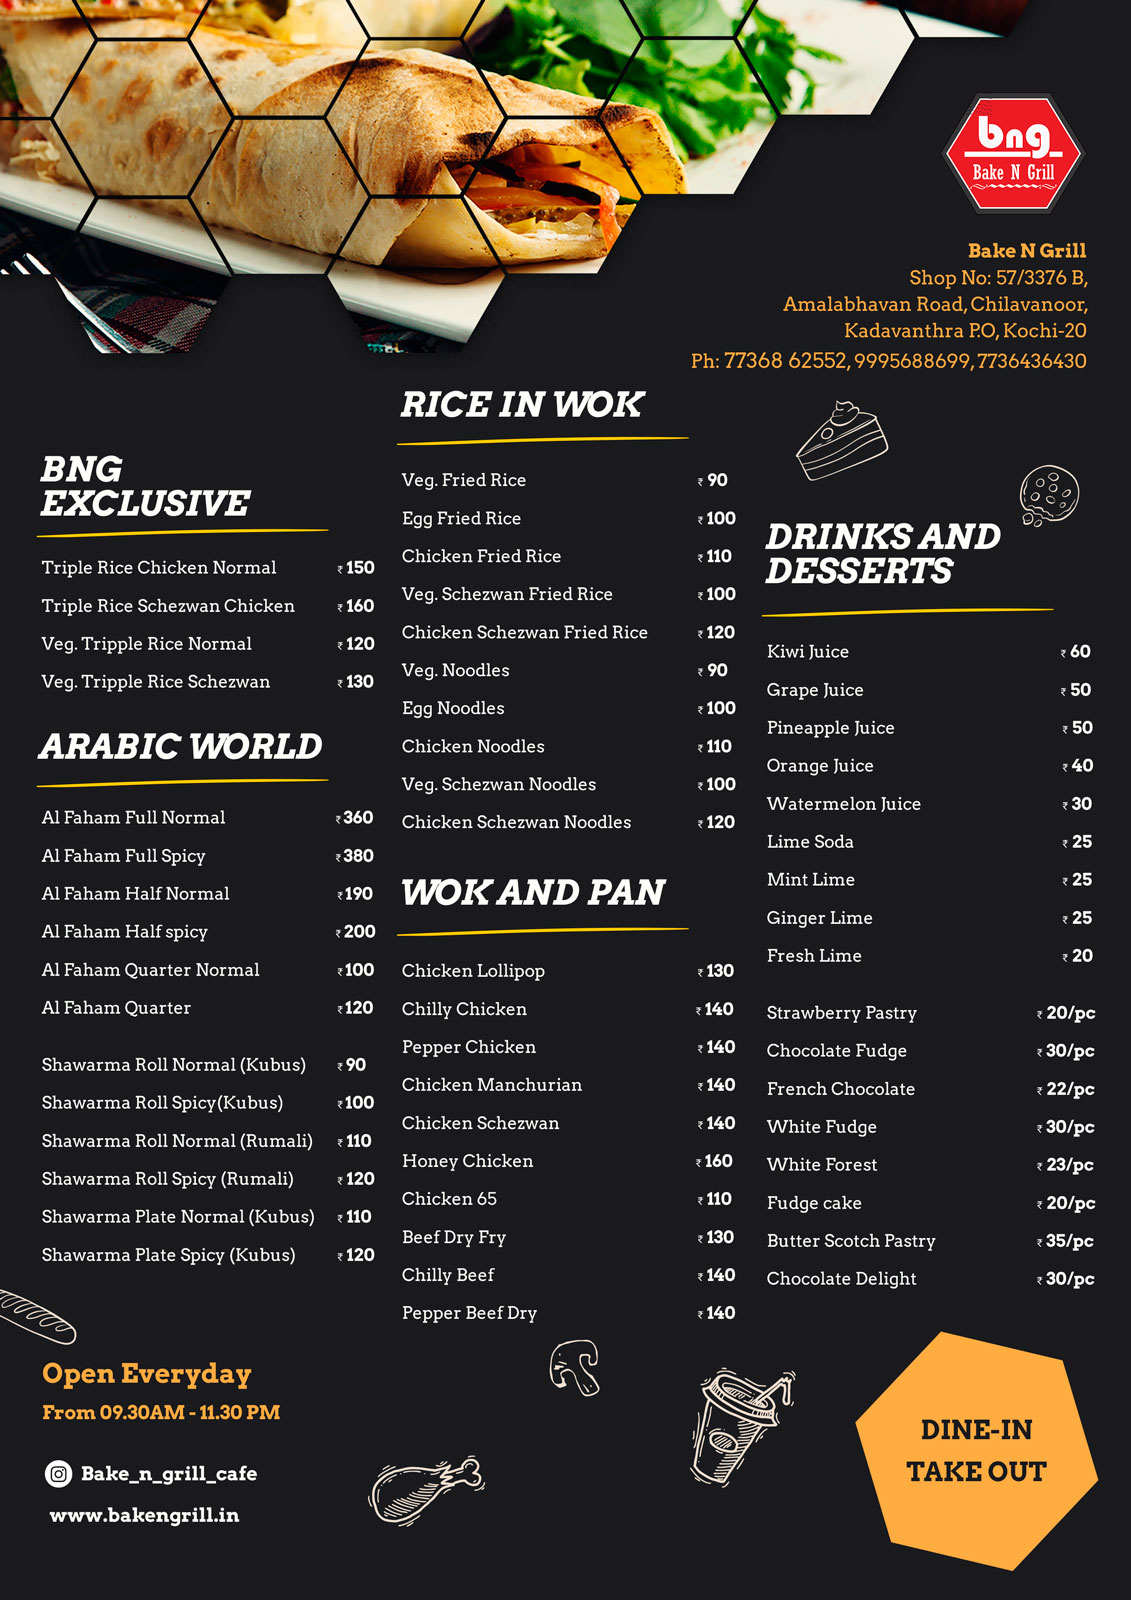 bng
Bake N Grill
Bake N Grill
Shop No: 57/3376 B,
Amalabhavan Road, Chilavanoor,
Kadavanthra P.O, Kochi-20
Ph: 77368 62552, 9995688699, 7736436430
BNG
EXCLUSIVE
Triple Rice Chicken Normal ₹ 150
Triple Rice Schezwan Chicken ₹ 160
Veg. Tripple Rice Normal ₹ 120
Veg. Tripple Rice Schezwan ₹ 130
ARABIC WORLD
Al Faham Full Normal ₹ 360
Al Faham Full Spicy ₹ 380
Al Faham Half Normal ₹ 190
Al Faham Half spicy ₹ 200
Al Faham Quarter Normal ₹ 100
Al Faham Quarter ₹ 120
Shawarma Roll Normal (Kubus) ₹ 90
Shawarma Roll Spicy(Kubus) ₹ 100
Shawarma Roll Normal (Rumali) ₹ 110
Shawarma Roll Spicy (Rumali) ₹ 120
Shawarma Plate Normal (Kubus) ₹ 110
Shawarma Plate Spicy (Kubus) ₹ 120
Open Everyday
From 09.30AM - 11.30 PM
Bake_n_grill_cafe
www.bakengrill.in
RICE IN WOK
Veg. Fried Rice ₹ 90
Egg Fried Rice ₹ 100
Chicken Fried Rice ₹ 110
Veg. Schezwan Fried Rice ₹ 100
Chicken Schezwan Fried Rice ₹ 120
Veg. Noodles ₹ 90
Egg Noodles ₹ 100
Chicken Noodles ₹ 110
Veg. Schezwan Noodles ₹ 100
Chicken Schezwan Noodles ₹ 120
WOK AND PAN
Chicken Lollipop ₹ 130
Chilly Chicken ₹ 140
Pepper Chicken ₹ 140
Chicken Manchurian ₹ 140
Chicken Schezwan ₹ 140
Honey Chicken ₹ 160
Chicken 65 ₹ 110
Beef Dry Fry ₹ 130
Chilly Beef ₹ 140
Pepper Beef Dry ₹ 140
DRINKS AND
DESSERTS
Kiwi Juice ₹ 60
Grape Juice ₹ 50
Pineapple Juice ₹ 50
Orange Juice ₹ 40
Watermelon Juice ₹ 30
Lime Soda ₹ 25
Mint Lime ₹ 25
Ginger Lime ₹ 25
Fresh Lime ₹ 20
Strawberry Pastry ₹ 20/pc
Chocolate Fudge ₹ 30/pc
French Chocolate ₹ 22/pc
White Fudge ₹ 30/pc
White Forest ₹ 23/pc
Fudge cake ₹ 20/pc
Butter Scotch Pastry ₹ 35/pc
Chocolate Delight ₹ 30/pc
DINE-IN
TAKE OUT